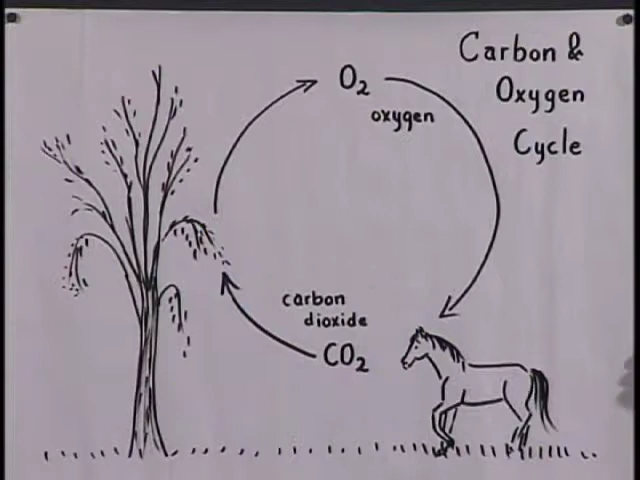 Carbon &
Oxygen
Cycle
O2
oxygen
carbon
dioxide
CO2